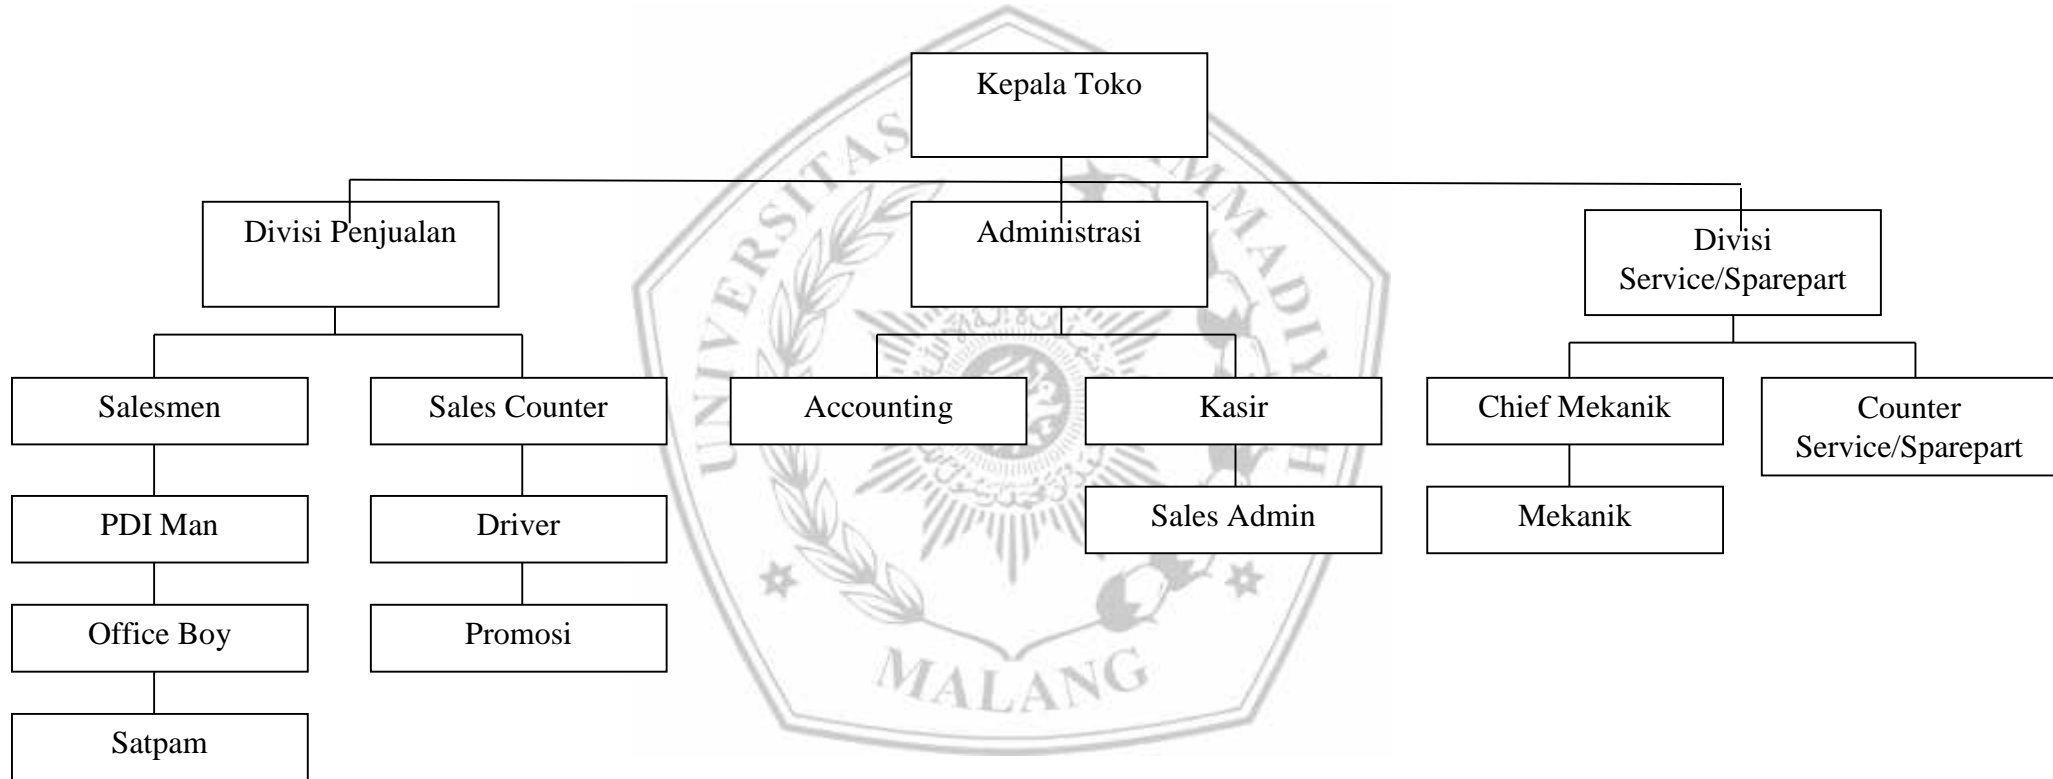 Kepala Toko
Divisi Penjualan
Administrasi
Divisi
Service/Sparepart
Salesmen
Sales Counter
Accounting
Kasir
Chief Mekanik
Counter
Service/Sparepart
PDI Man
Driver
Sales Admin
Mekanik
Office Boy
Promosi
Satpam
UNIVERSITAS
MALANG